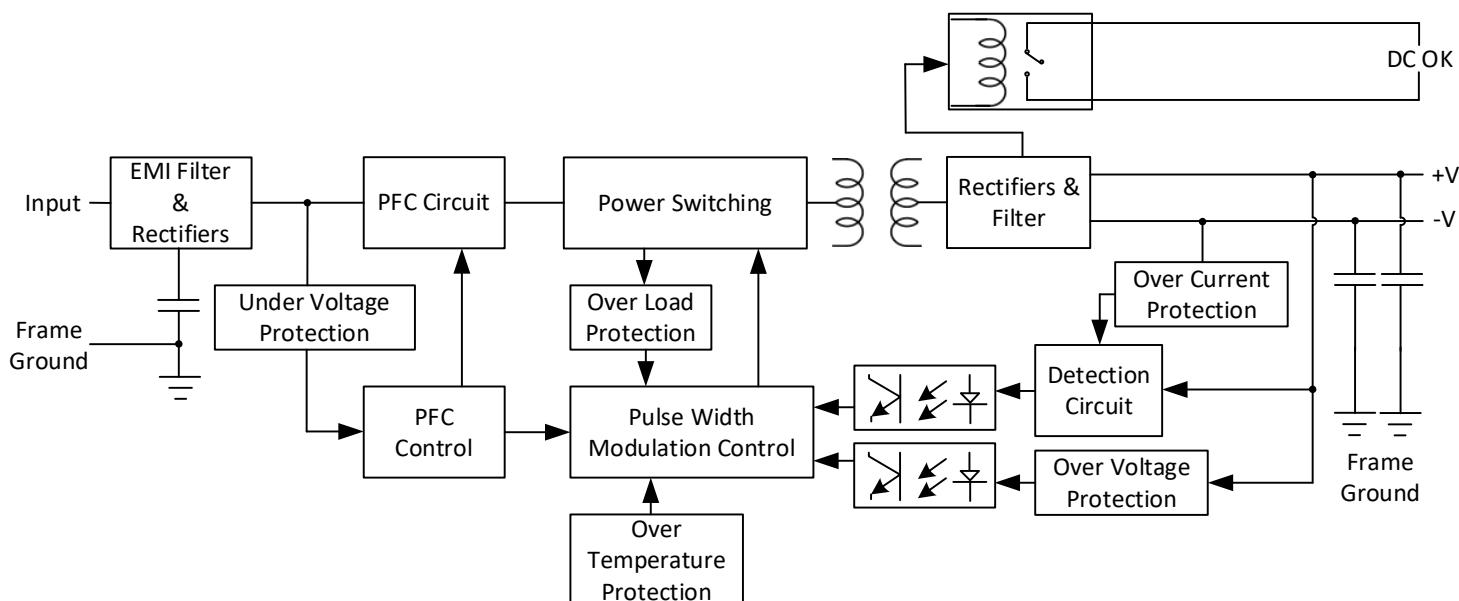 DC OK
EMI Filter
&
Rectifiers
PFC Circuit
Power Switching
Rectifiers &
Filter
Input
+V
-V
Under Voltage
Protection
Over Load
Protection
Over Current
Protection
Frame
Ground
PFC
Control
Pulse Width
Modulation Control
Detection
Circuit
Over Voltage
Protection
Frame
Ground
Over
Temperature
Protection